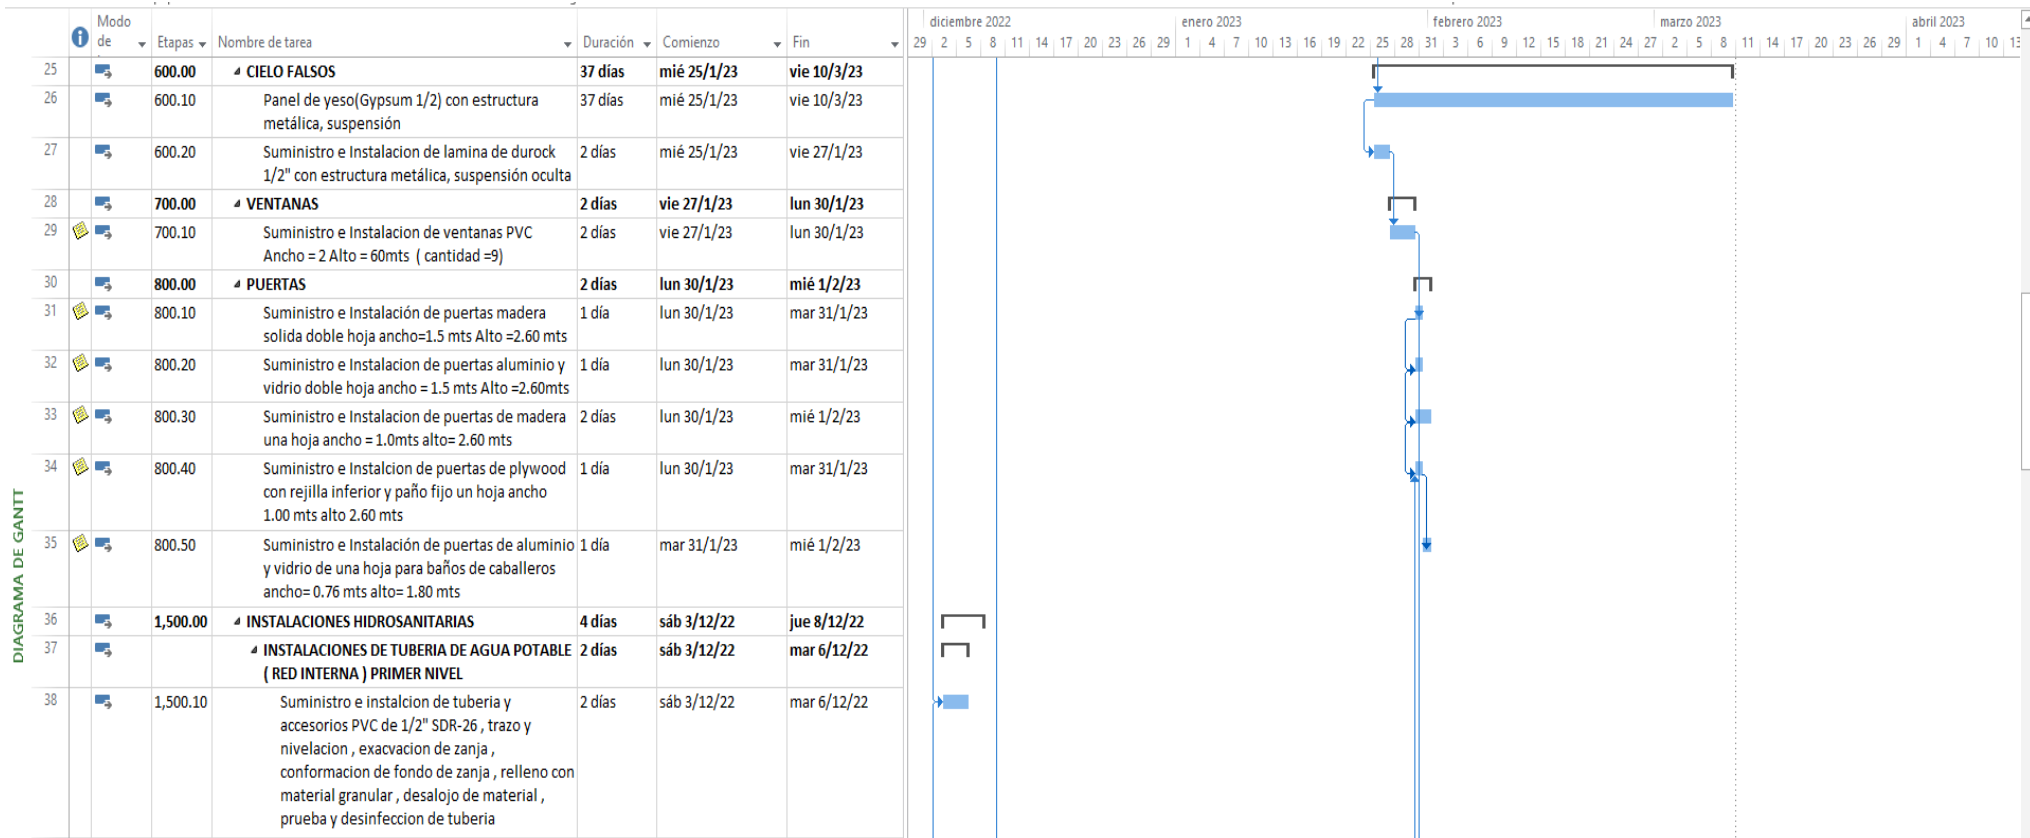 diciembre 2022 enero 2023 febrero 2023 marzo 2023 abril 2023
Modo
de Etapas Nombre de tarea Duración Comienzo Fin 29 2 5 8 11 14 17 20 23 26 29 1 4 7 10 13 16 19 22 25 28 31 3 6 9 12 15 18 21 24 27 2 5 8 11 14 17 20 23 26 29 1 4 7 10 13
25 600.00 CIELO FALSOS 37 días mié 25/1/23 vie 10/3/23
26 600.10 Panel de yeso(Gypsum 1/2) con estructura 37 días mié 25/1/23 vie 10/3/23
metálica, suspensión
27 600.20 Suministro e Instalacion de lamina de durock 2 días mié 25/1/23 vie 27/1/23
1/2" con estructura metálica, suspensión oculta
28 700.00 VENTANAS 2 días vie 27/1/23 lun 30/1/23
29 700.10 Suministro e Instalacion de ventanas PVC 2 días vie 27/1/23 lun 30/1/23
Ancho = 2 Alto = 60mts ( cantidad =9)
30 800.00 PUERTAS 2 días lun 30/1/23 mié 1/2/23
31 800.10 Suministro e Instalación de puertas madera 1 día lun 30/1/23 mar 31/1/23
solida doble hoja ancho=1.5 mts Alto =2.60 mts
32 800.20 Suministro e Instalacion de puertas aluminio y 1 día lun 30/1/23 mar 31/1/23
vidrio doble hoja ancho = 1.5 mts Alto =2.60mts
33 800.30 Suministro e Instalacion de puertas de madera 2 días lun 30/1/23 mié 1/2/23
una hoja ancho = 1.0mts alto= 2.60 mts
34 800.40 Suministro e Instalcion de puertas de plywood 1 día lun 30/1/23 mar 31/1/23
con rejilla inferior y paño fijo un hoja ancho
1.00 mts alto 2.60 mts
35 800.50 Suministro e Instalación de puertas de aluminio 1 día mar 31/1/23 mié 1/2/23
y vidrio de una hoja para baños de caballeros
ancho= 0.76 mts alto= 1.80 mts
36 1,500.00 INSTALACIONES HIDROSANITARIAS 4 días sáb 3/12/22 jue 8/12/22
37 INSTALACIONES DE TUBERIA DE AGUA POTABLE 2 días sáb 3/12/22 mar 6/12/22
( RED INTERNA ) PRIMER NIVEL
38 1,500.10 Suministro e instalcion de tuberia y 2 días sáb 3/12/22 mar 6/12/22
accesorios PVC de 1/2" SDR-26 , trazo y
nivelacion , exacvacion de zanja ,
conformacion de fondo de zanja , relleno con
material granular , desalojo de material ,
prueba y desinfeccion de tuberia
DIAGRAMA DE GANTT